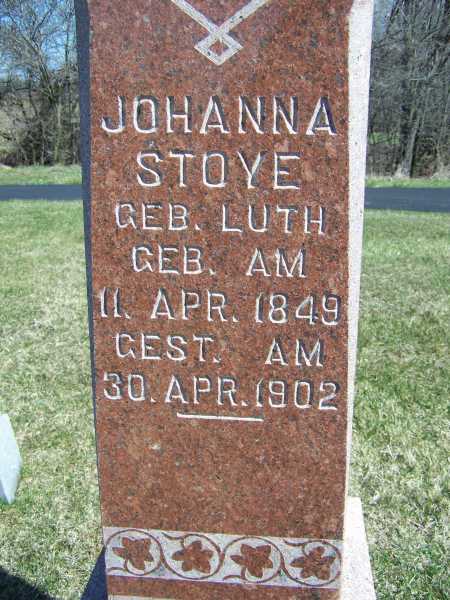 JOHANNA
STOYE
GEB. LUTH
GEB. AM
11. APR. 1849
GEST. AM
30. APR. 1902